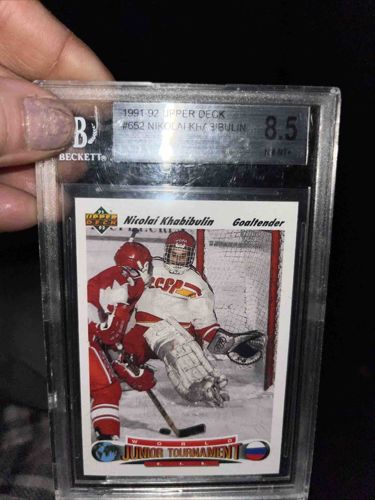 1991-92 UPPER DECK
#652 NIKOLAI KHABIBULIN
8.5
NM-MT+
B
BECKETT
UPPER DECK
Nicolai Khabibulin
Goaltender
CCCP
WORLD
JUNIOR TOURNAMENT
C.I.S.